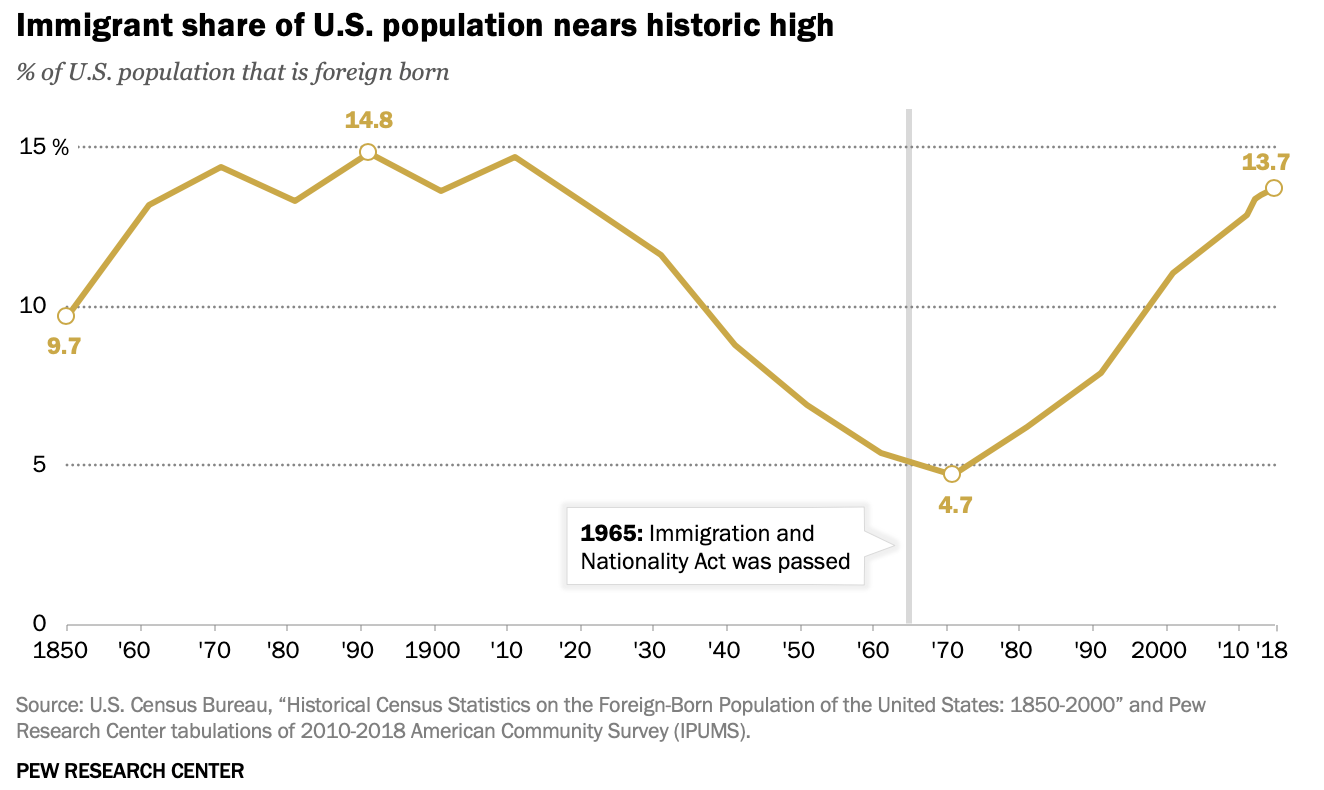 Immigrant share of U.S. population nears historic high
% of U.S. population that is foreign born
14.8
15 %
13.7
10
9.7
5
4.7
1965: Immigration and
Nationality Act was passed
0
1850 '60 '70 '80 '90 1900 '10 '20 '30 '40 '50 '60 '70 '80 '90 2000 '10 '18
Source: U.S. Census Bureau, “Historical Census Statistics on the Foreign-Born Population of the United States: 1850-2000” and Pew
Research Center tabulations of 2010-2018 American Community Survey (IPUMS).
PEW RESEARCH CENTER